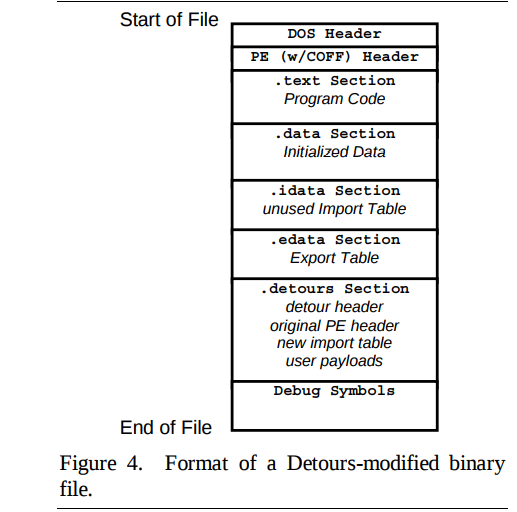 Start of File
DOS Header
PE (w/COFF) Header
.text Section
Program Code
.data Section
Initialized Data
.idata Section
unused Import Table
.edata Section
Export Table
.detours Section
detour header
original PE header
new import table
user payloads
Debug Symbols
End of File
Figure 4. Format of a Detours-modified binary
file.